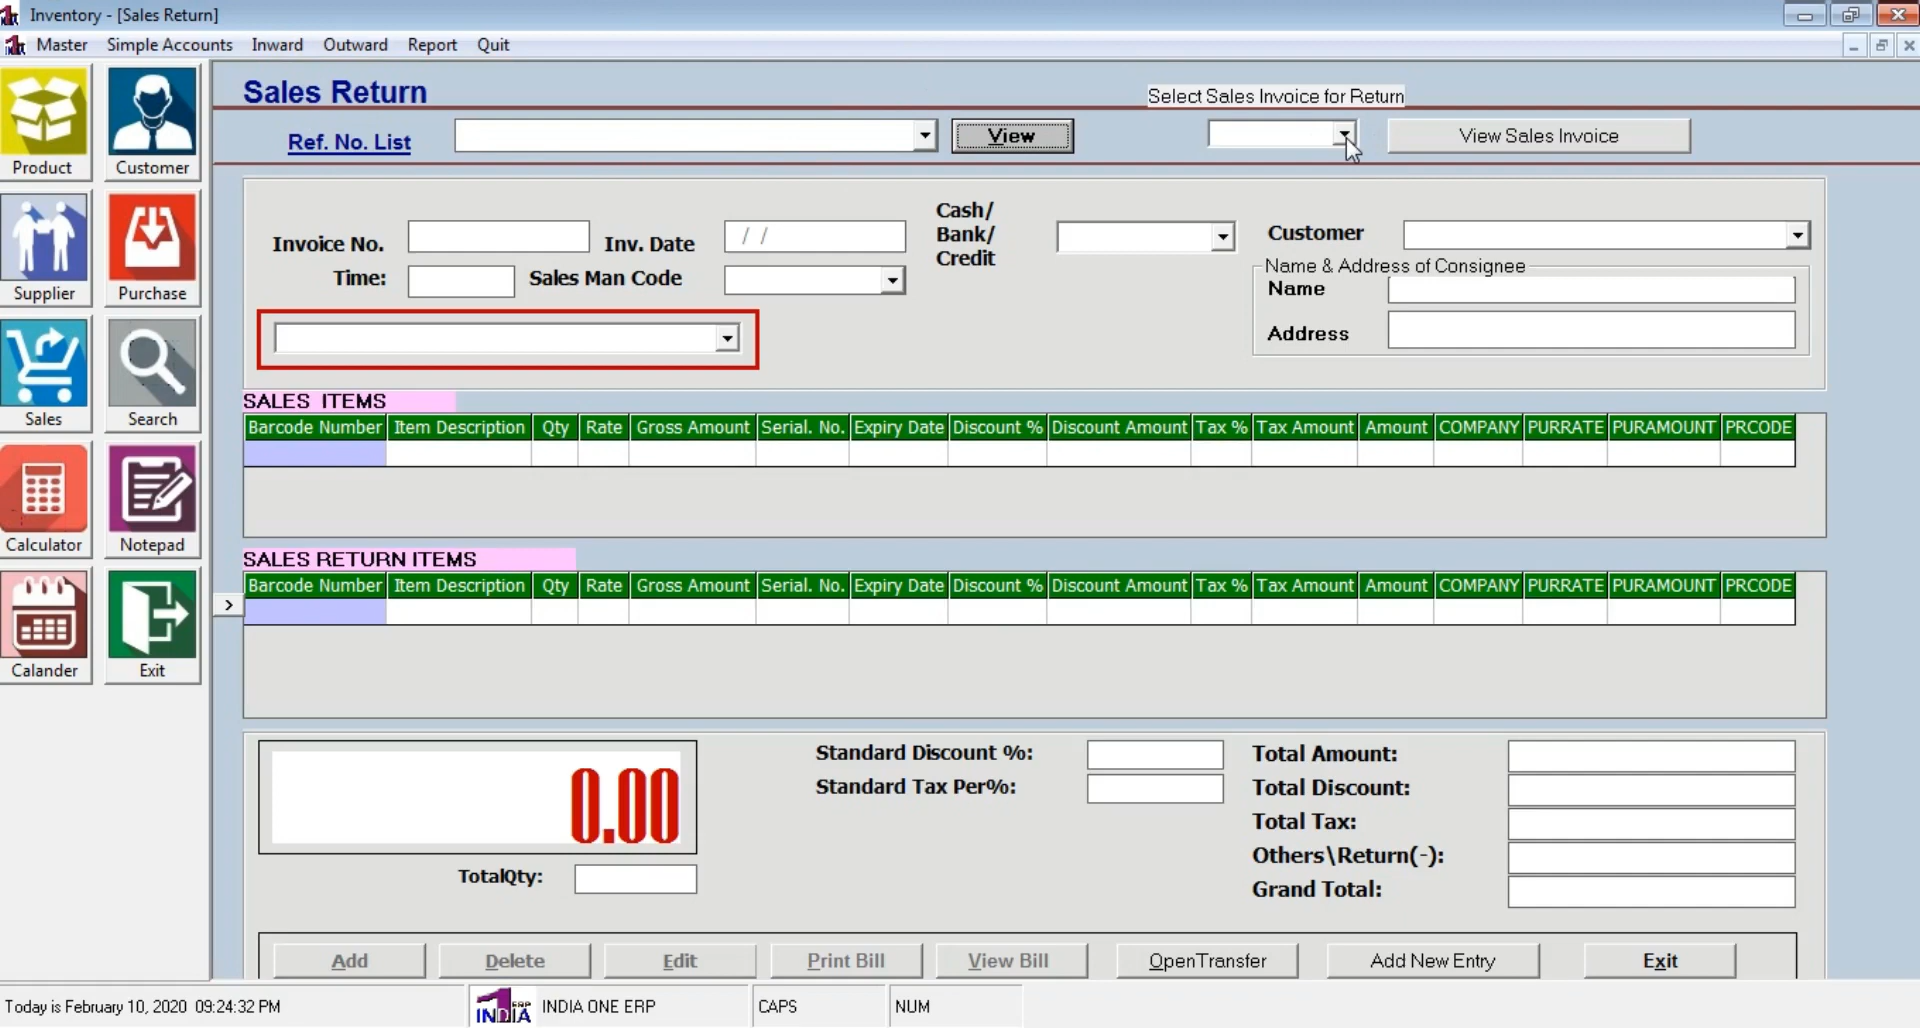 Inventory - [Sales Return]
Master Simple Accounts Inward Outward Report Quit
Product Customer
Supplier Purchase
Sales Search
Calculator Notepad
Calander Exit
Sales Return
Select Sales Invoice for Return
Ref. No. List View View Sales Invoice
Invoice No. Inv. Date / / Cash/
Bank/
Credit
Customer
Time: Sales Man Code
Name & Address of Consignee
Name
Address
SALES ITEMS
Barcode Number Item Description Qty Rate Gross Amount Serial. No. Expiry Date Discount % Discount Amount Tax % Tax Amount Amount COMPANY PURRATE PURAMOUNT PRCODE
SALES RETURN ITEMS
Barcode Number Item Description Qty Rate Gross Amount Serial. No. Expiry Date Discount % Discount Amount Tax % Tax Amount Amount COMPANY PURRATE PURAMOUNT PRCODE
>
0.00
TotalQty:
Standard Discount %:
Standard Tax Per%:
Total Amount:
Total Discount:
Total Tax:
Others\Return(-):
Grand Total:
Add Delete Edit Print Bill View Bill OpenTransfer Add New Entry Exit
Today is February 10, 2020 09:24:32 PM 1 ERP INDIA INDIA ONE ERP CAPS NUM